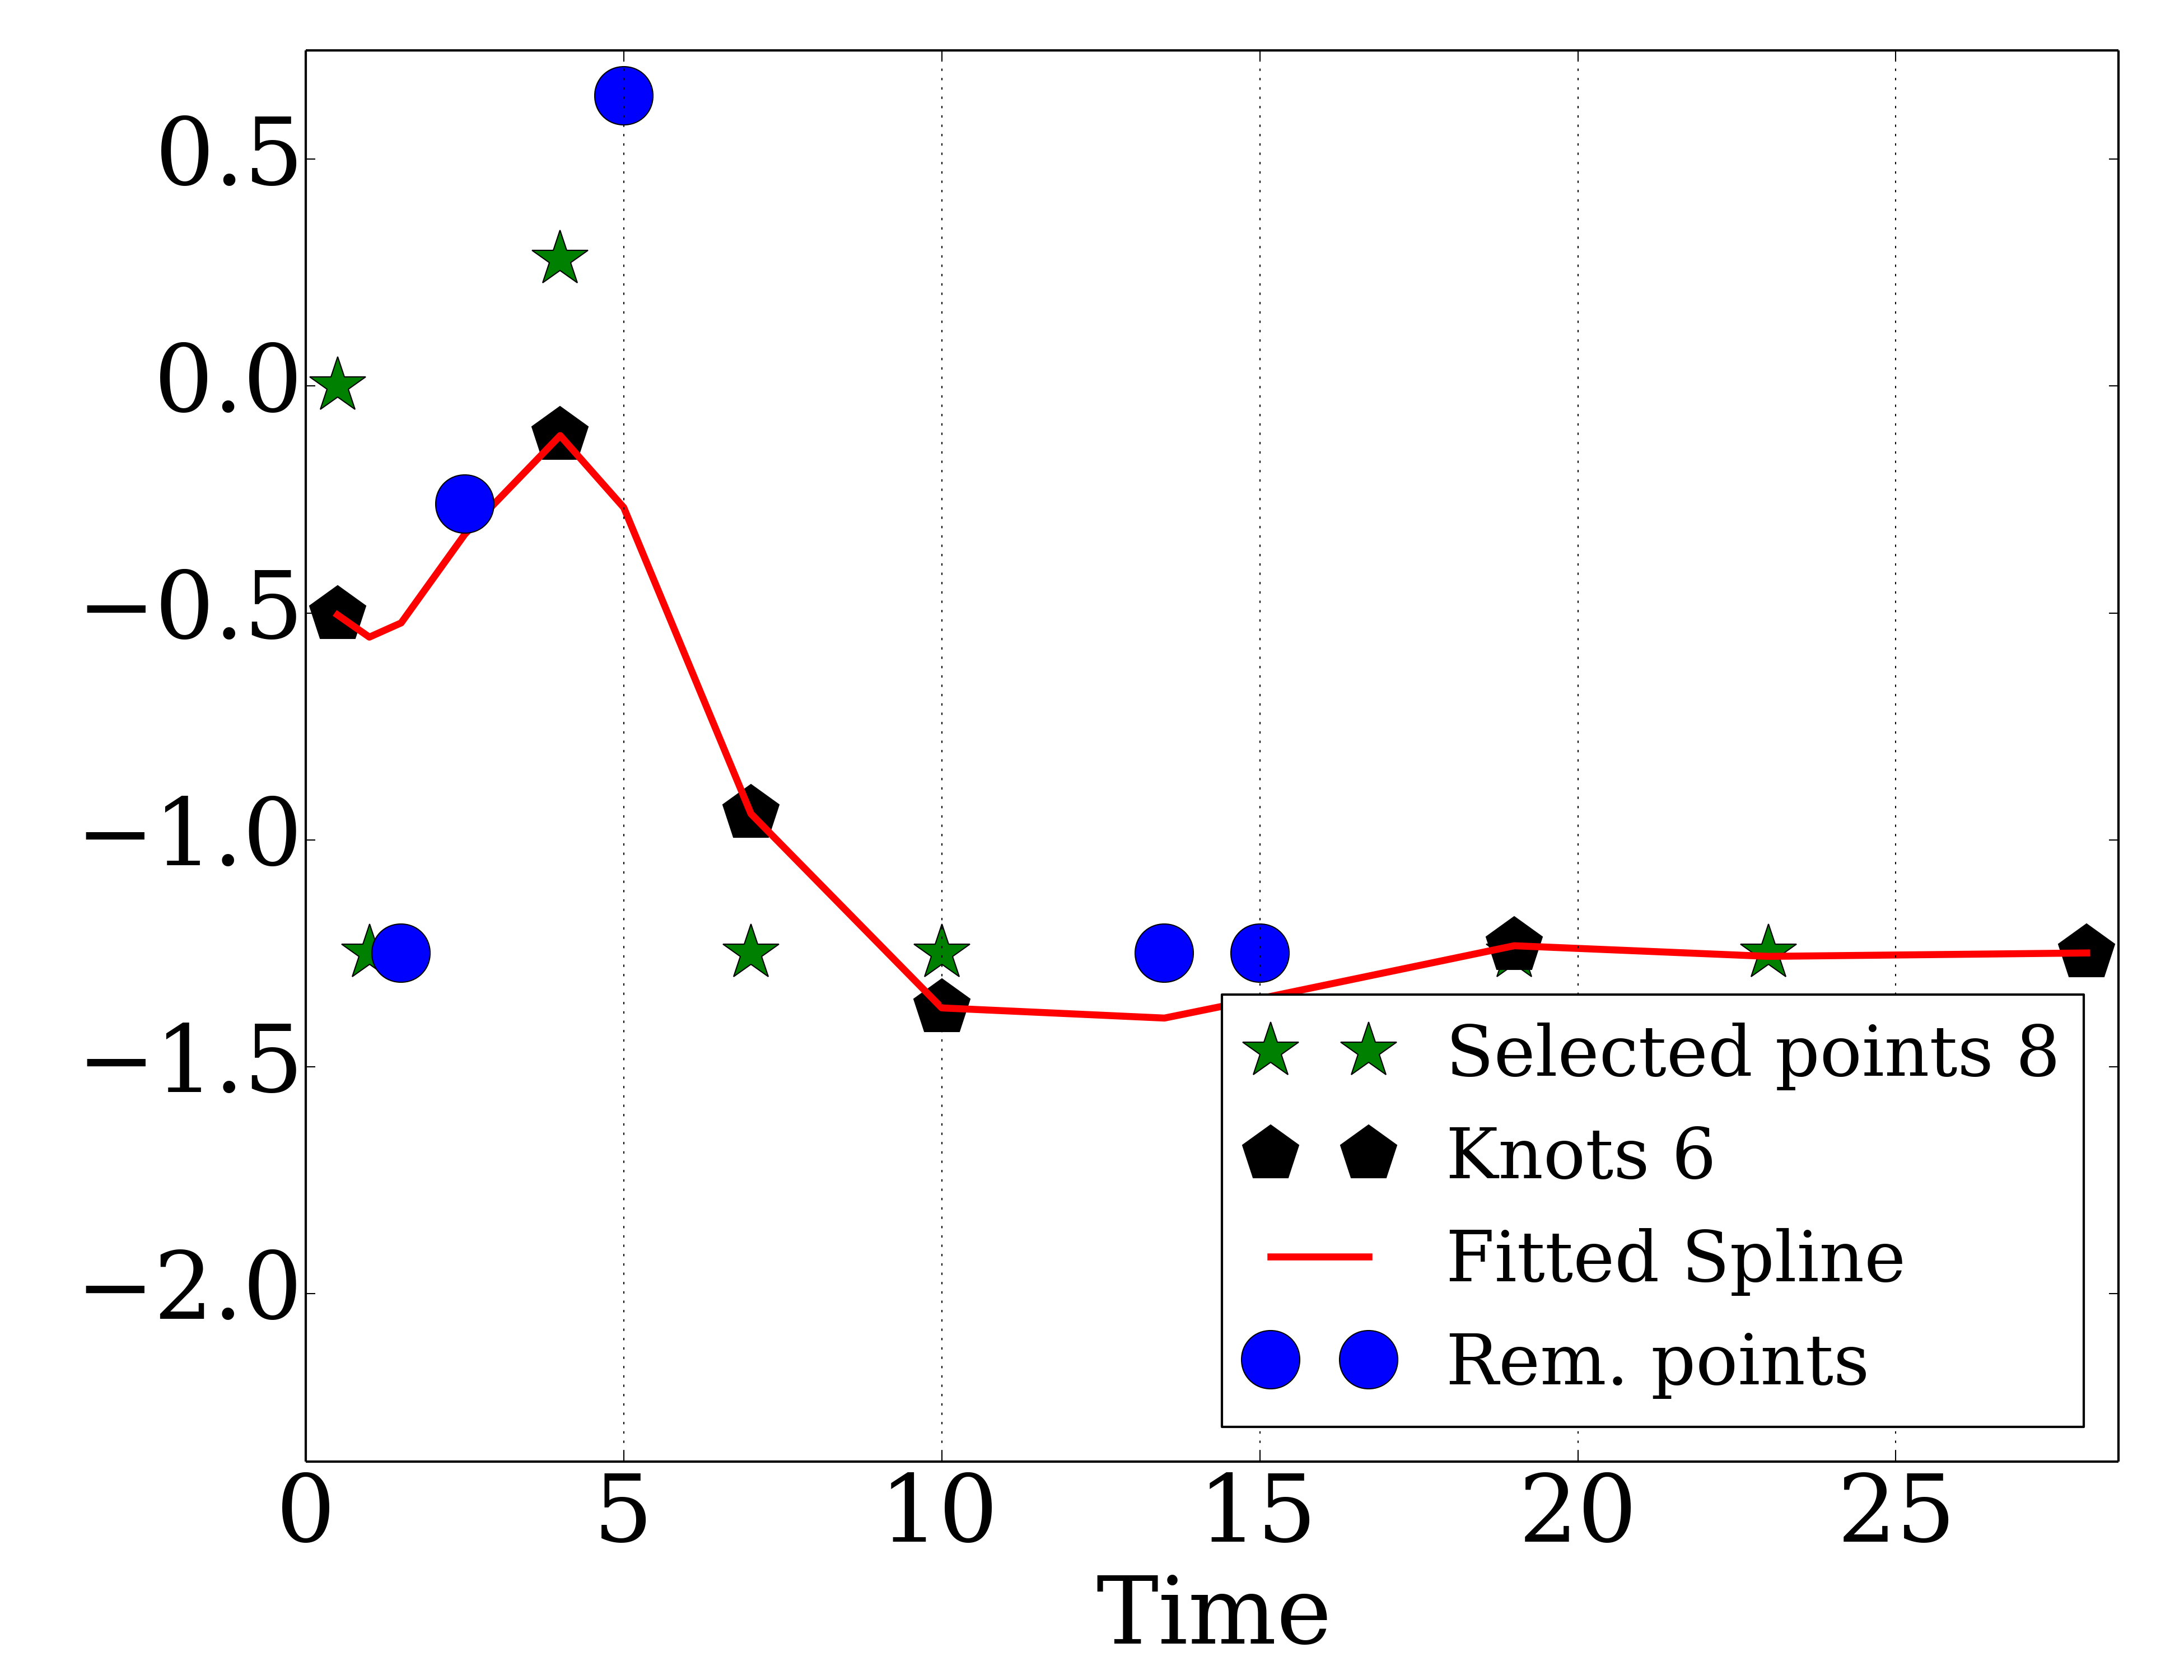 0.5
0.0
−0.5
−1.0
−1.5
−2.0
Selected points 8
Knots 6
Fitted Spline
Rem. points
0 5 10 15 20 25
Time